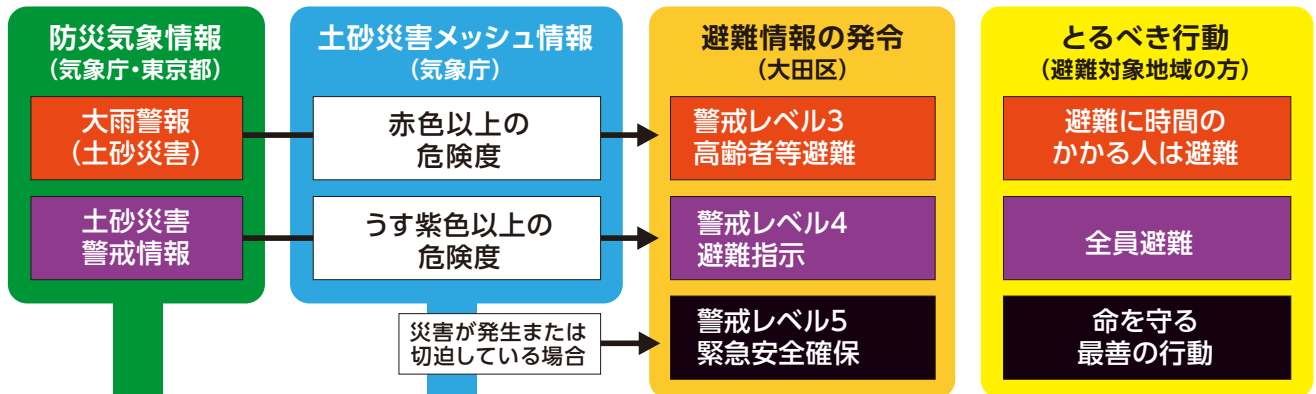 防災気象情報
（気象庁・東京都）
大雨警報
（土砂災害）
土砂災害
警戒情報
土砂災害メッシュ情報
（気象庁）
赤色以上の
危険度
うす紫色以上の
危険度
災害が発生または
切迫している場合
避難情報の発令
（大田区）
警戒レベル3
高齢者等避難
警戒レベル4
避難指示
警戒レベル5
緊急安全確保
とるべき行動
（避難対象地域の方）
避難に時間の
かかる人は避難
全員避難
命を守る
最善の行動